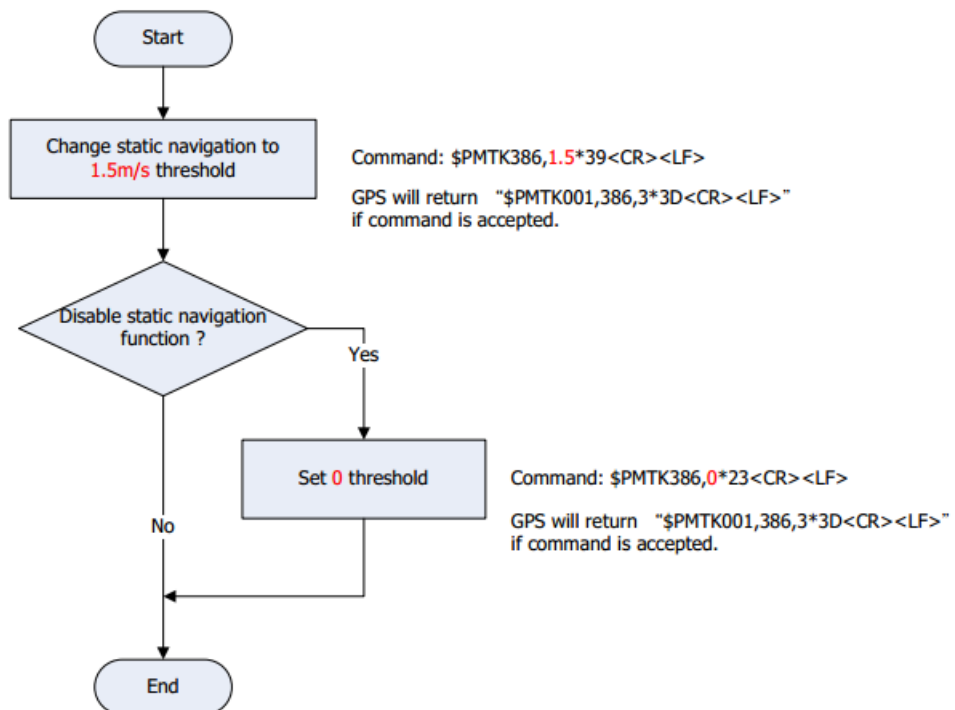 Start
Change static navigation to
1.5m/s threshold
Command: $PMTK386,1.5*39<CR><LF>
GPS will return “$PMTK001,386,3*3D<CR><LF>”
if command is accepted.
Disable static navigation
function ?
Yes
Set 0 threshold
Command: $PMTK386,0*23<CR><LF>
GPS will return “$PMTK001,386,3*3D<CR><LF>”
if command is accepted.
No
End